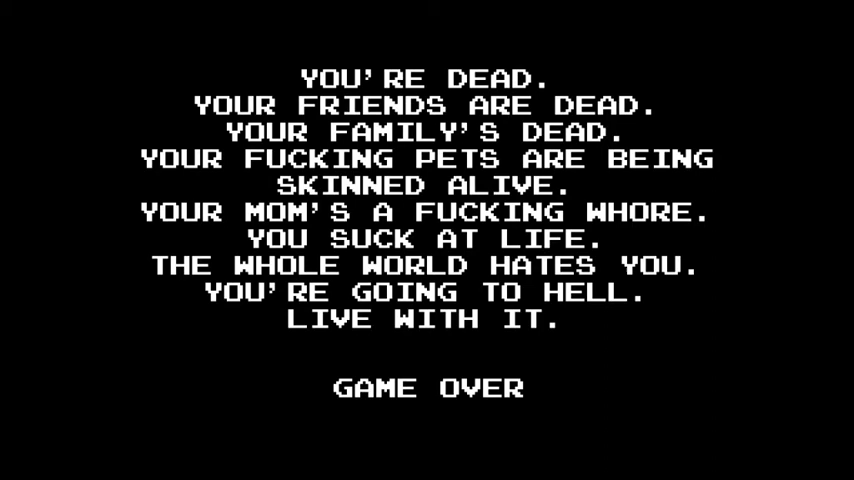 YOU'RE DEAD.
YOUR FRIENDS ARE DEAD.
YOUR FAMILY'S DEAD.
YOUR FUCKING PETS ARE BEING
SKINNED ALIVE.
YOUR MOM'S A FUCKING WHORE.
YOU SUCK AT LIFE.
THE WHOLE WORLD HATES YOU.
YOU'RE GOING TO HELL.
LIVE WITH IT.
GAME OVER